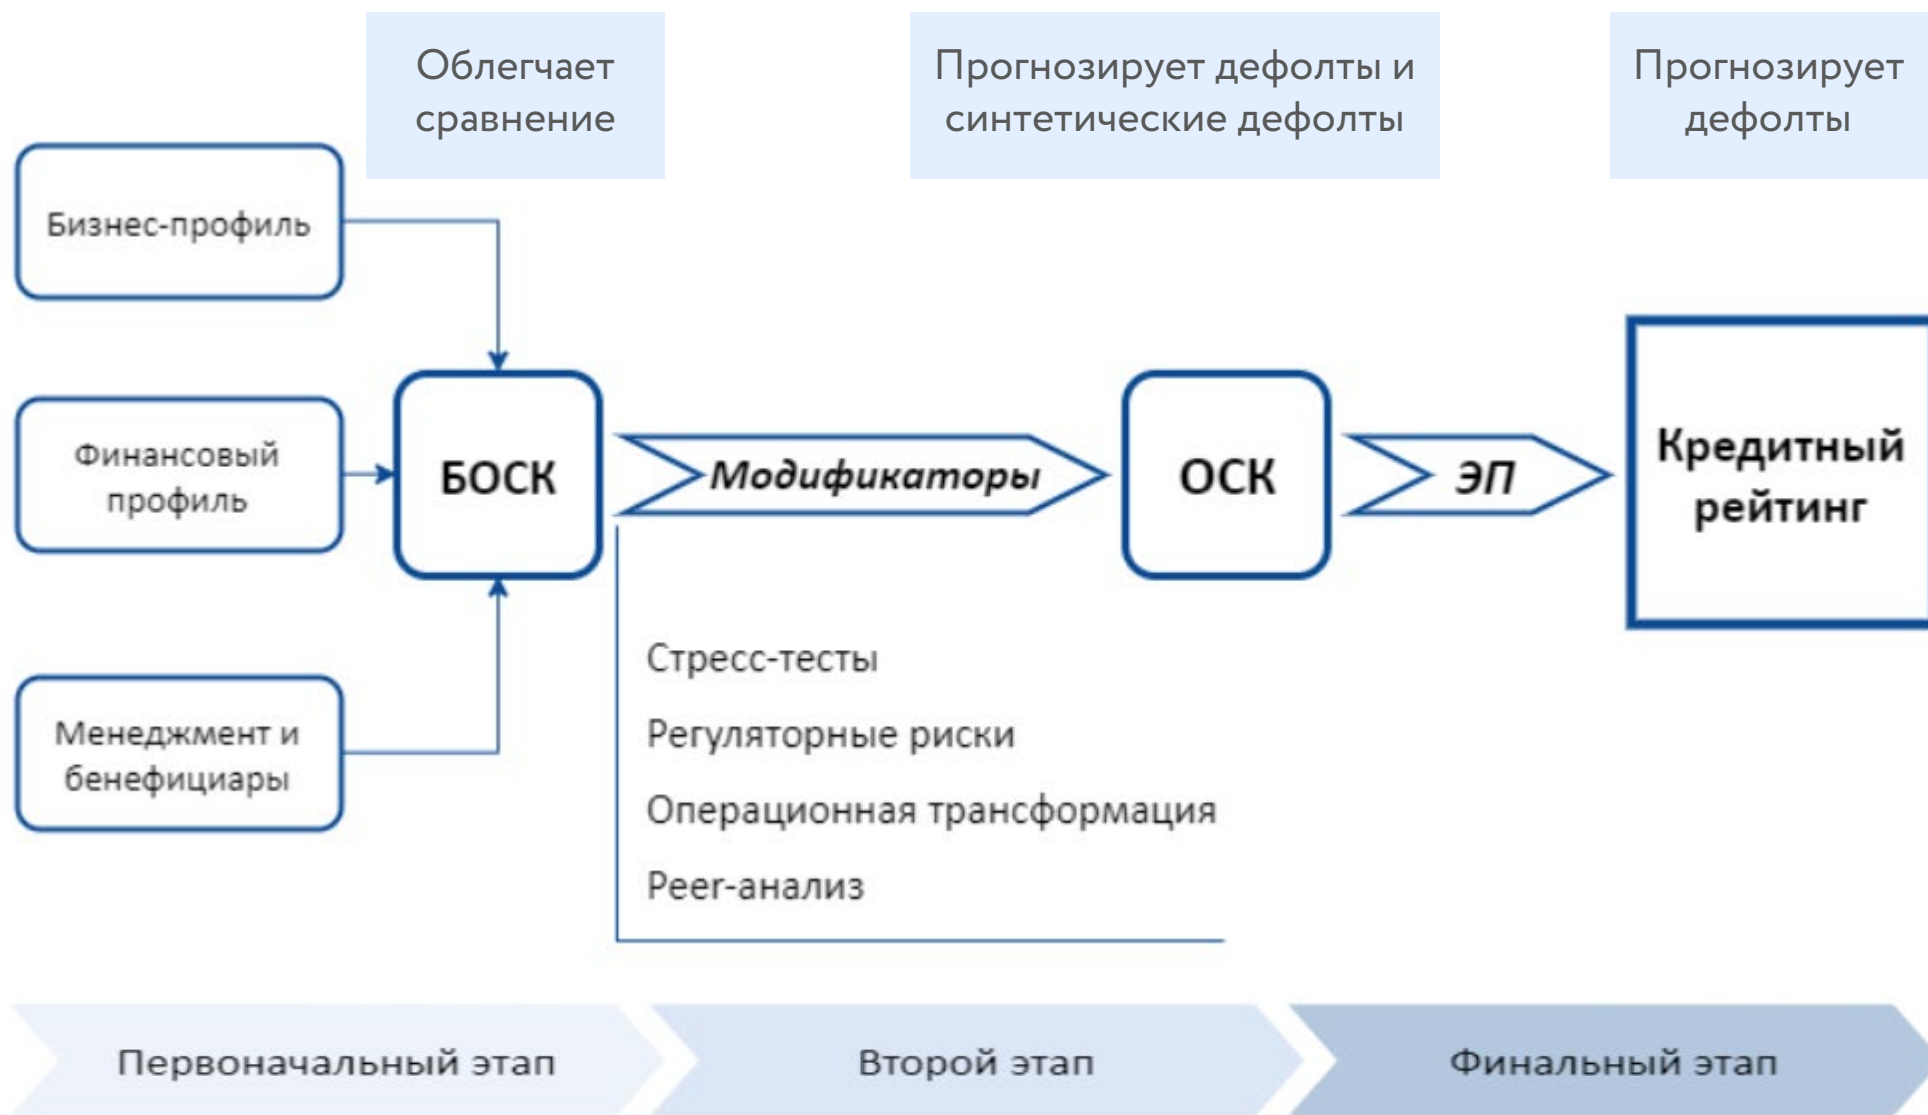 Облегчает
сравнение
Прогнозирует дефолты и
синтетические дефолты
Прогнозирует
дефолты
Бизнес-профиль
Финансовый
профиль
Менеджмент и
бенефициары
БОСК
Модификаторы
ОСК
ЭП
Кредитный
рейтинг
Стресс-тесты
Регуляторные риски
Операционная трансформация
Peer-анализ
Первоначальный этап
Второй этап
Финальный этап